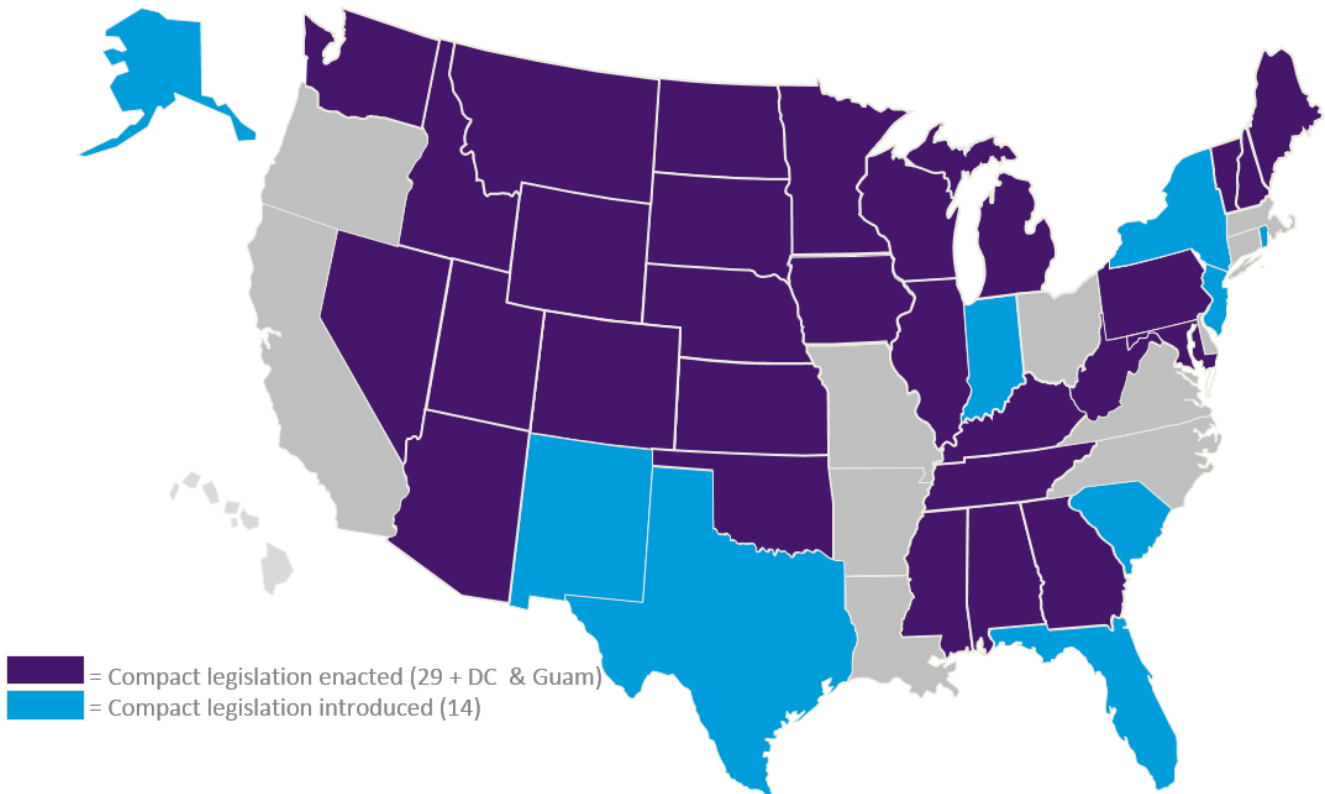 = Compact legislation enacted (29 + DC & Guam)
= Compact legislation introduced (14)